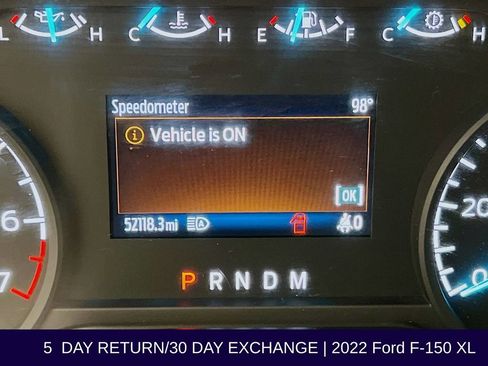 L H C H E F C H
Speedometer 98°
Vehicle is ON
OK
52118.3mi 0
6
7
20
0
P R N D M
5 DAY RETURN/30 DAY EXCHANGE | 2022 Ford F-150 XL